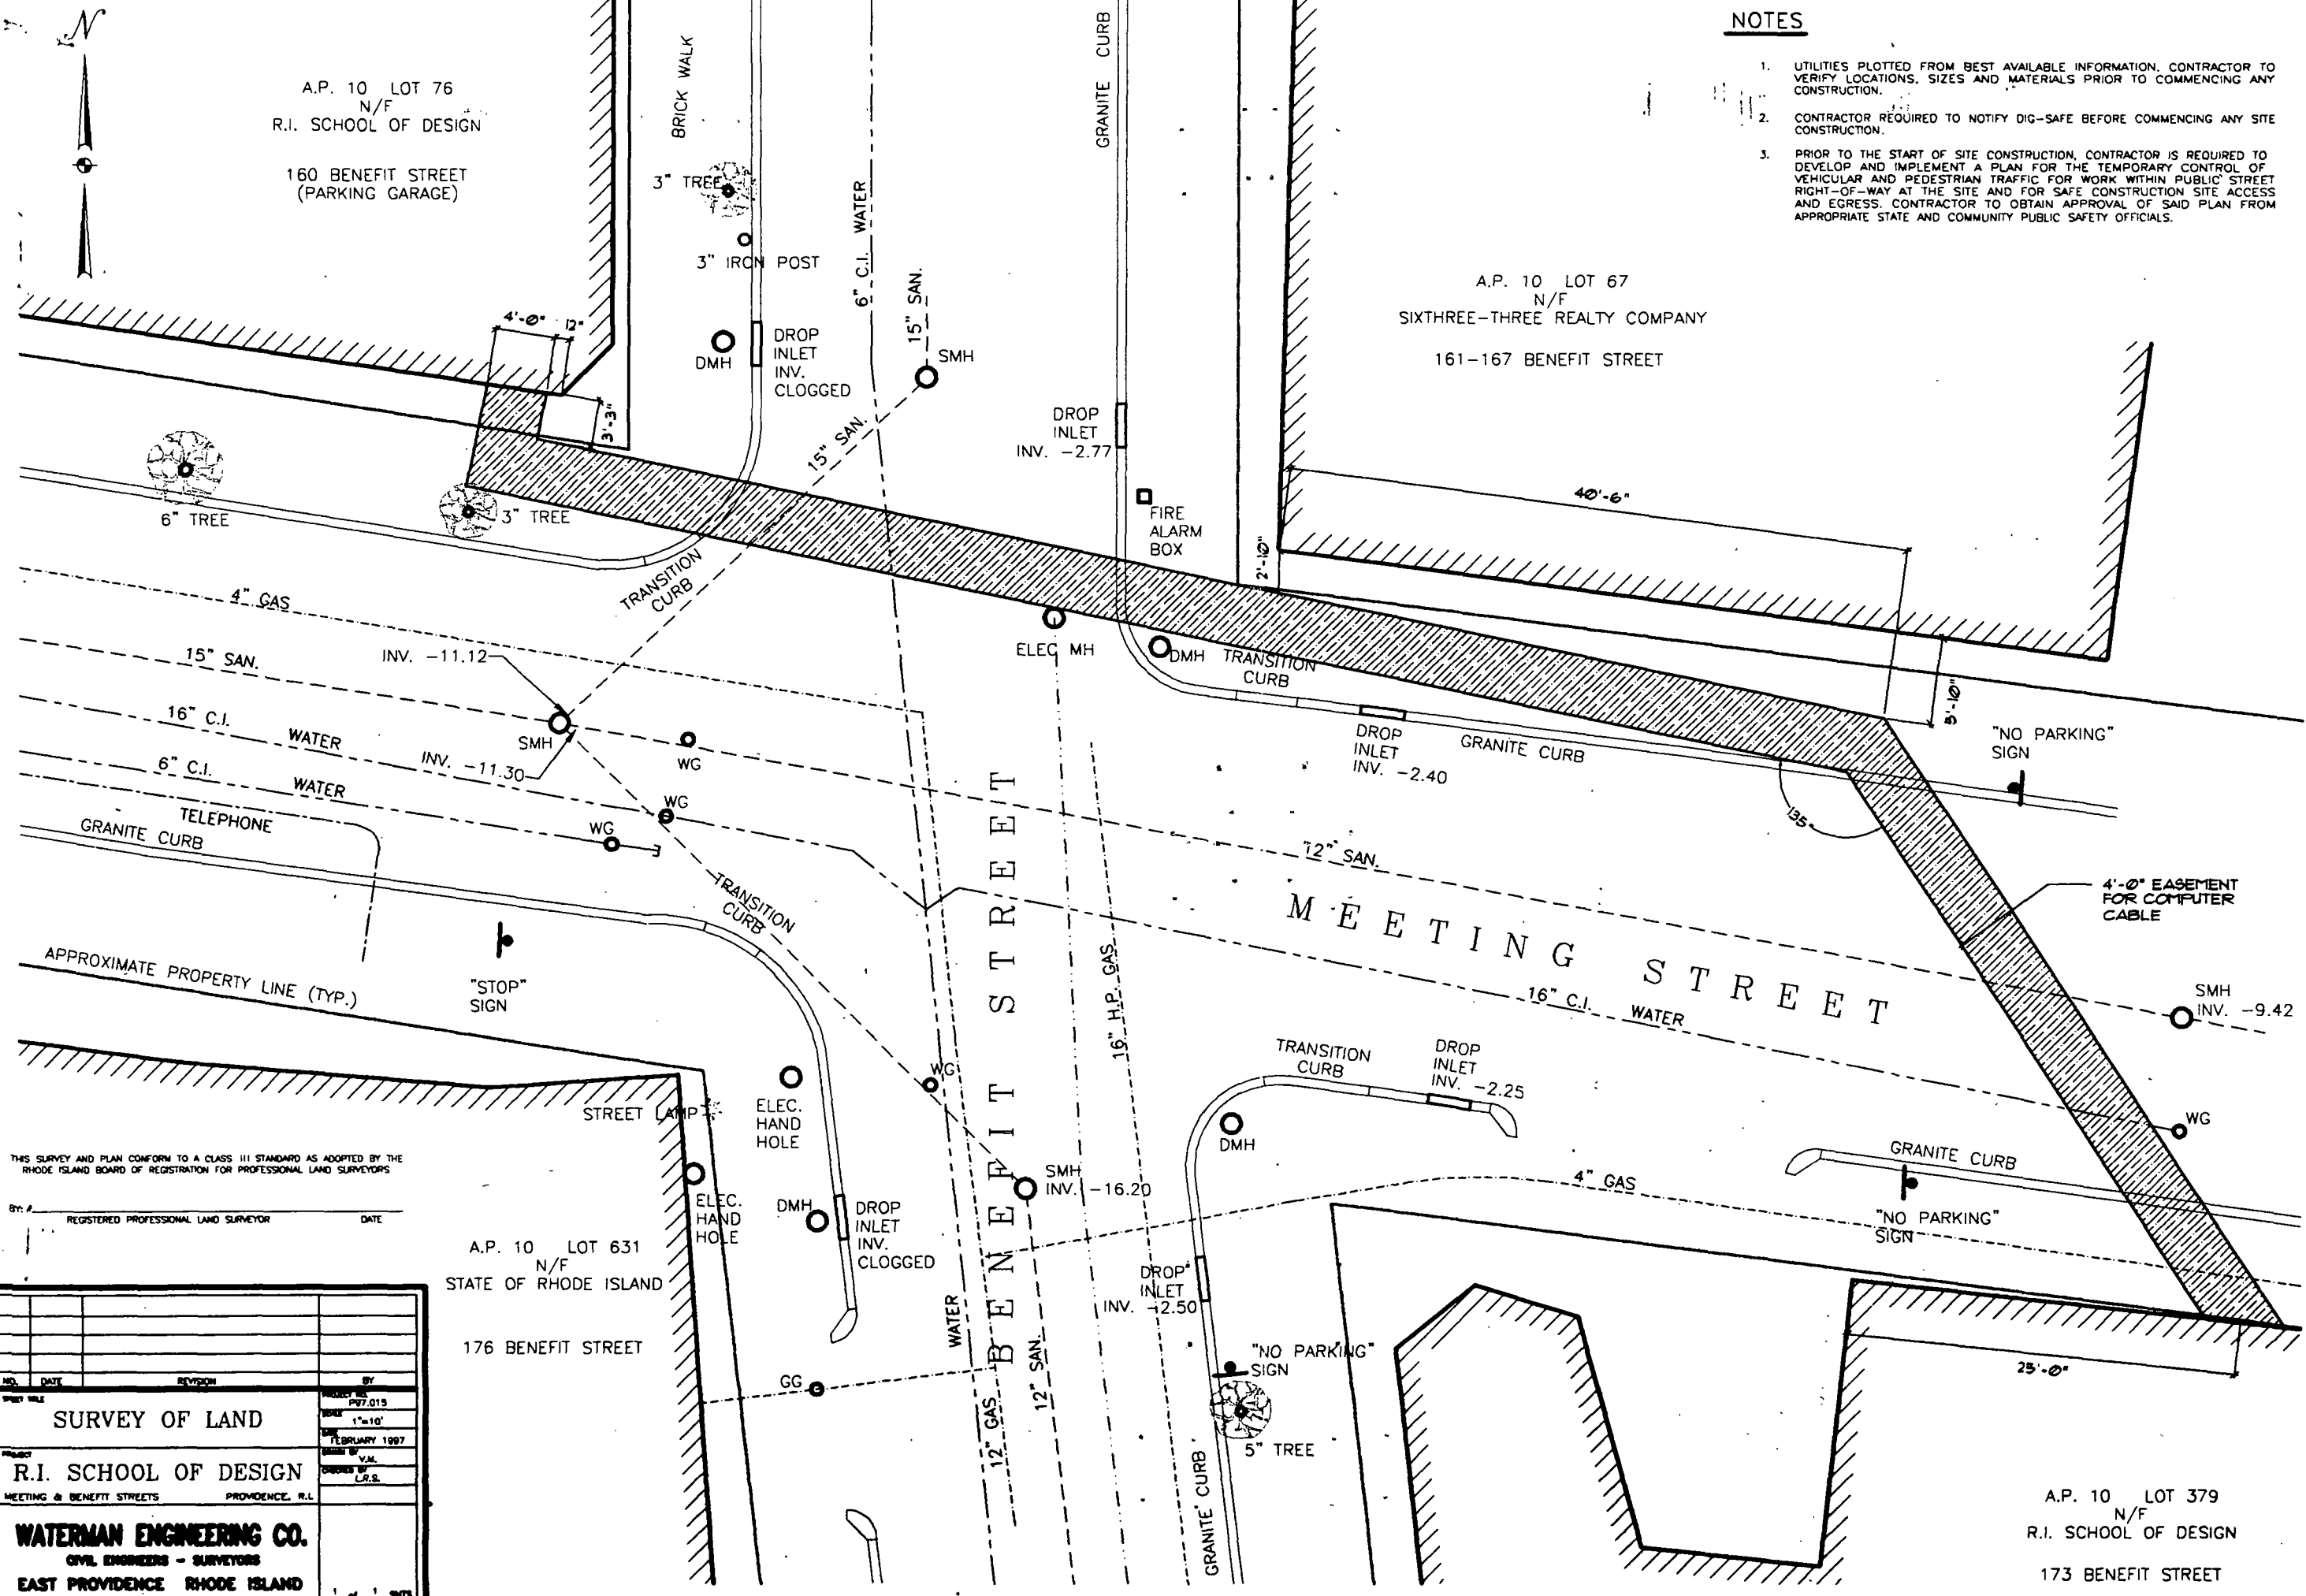 N
A.P. 10 LOT 76
N/F
R.I. SCHOOL OF DESIGN
160 BENEFIT STREET
(PARKING GARAGE)
BRICK WALK
3" TREE
3" IRON POST
6" C.I. WATER
15" SAN.
SMH
GRANITE CURB
NOTES
1. UTILITIES PLOTTED FROM BEST AVAILABLE INFORMATION, CONTRACTOR TO
VERIFY LOCATIONS, SIZES AND MATERIALS PRIOR TO COMMENCING ANY
CONSTRUCTION.
2. CONTRACTOR REQUIRED TO NOTIFY DIG-SAFE BEFORE COMMENCING ANY SITE
CONSTRUCTION.
3. PRIOR TO THE START OF SITE CONSTRUCTION, CONTRACTOR IS REQUIRED TO
DEVELOP AND IMPLEMENT A PLAN FOR THE TEMPORARY CONTROL OF
VEHICULAR AND PEDESTRIAN TRAFFIC FOR WORK WITHIN PUBLIC STREET
RIGHT-OF-WAY AT THE SITE AND FOR SAFE CONSTRUCTION SITE ACCESS
AND EGRESS. CONTRACTOR TO OBTAIN APPROVAL OF SAID PLAN FROM
APPROPRIATE STATE AND COMMUNITY PUBLIC SAFETY OFFICIALS.
A.P. 10 LOT 67
N/F
SIXTHREE-THREE REALTY COMPANY
161-167 BENEFIT STREET
4'-0"
12"
3'-3"
DMH
DROP
INLET
INV.
CLOGGED
15" SAN.
DROP
INLET
INV. -2.77
FIRE
ALARM
BOX
2'-10"
40'-6"
6" TREE
3" TREE
TRANSITION
CURB
4" GAS
15" SAN.
INV. -11.12
SMH
INV. -11.30
16" C.I.
WATER
6" C.I.
WATER
TELEPHONE
GRANITE CURB
WG
WG
WG
ELEC MH
DMH
TRANSITION
CURB
DROP
INLET
INV. -2.40
GRANITE CURB
5'-10"
"NO PARKING"
SIGN
135°
4'-0" EASEMENT
FOR COMPUTER
CABLE
12" SAN.
MEETING STREET
16" C.I.
WATER
SMH
INV. -9.42
WG
TRANSITION
CURB
"STOP"
SIGN
APPROXIMATE PROPERTY LINE (TYP.)
BENEFIT STREET
16" H.P. GAS
WG
STREET LAMP
ELEC.
HAND
HOLE
ELEC.
HAND
HOLE
DMH
DROP
INLET
INV.
CLOGGED
SMH
INV. -16.20
TRANSITION
CURB
DROP
INLET
INV. -2.25
DMH
4" GAS
GRANITE CURB
"NO PARKING"
SIGN
DROP
INLET
INV. -2.50
"NO PARKING"
SIGN
5" TREE
GRANITE CURB
WATER
12" GAS
12" SAN.
GG
25'-0"
A.P. 10 LOT 631
N/F
STATE OF RHODE ISLAND
176 BENEFIT STREET
A.P. 10 LOT 379
N/F
R.I. SCHOOL OF DESIGN
173 BENEFIT STREET
THIS SURVEY AND PLAN CONFORM TO A CLASS III STANDARD AS ADOPTED BY THE
RHODE ISLAND BOARD OF REGISTRATION FOR PROFESSIONAL LAND SURVEYORS
BY:
REGISTERED PROFESSIONAL LAND SURVEYOR DATE
NO. DATE REVISION BY
SURVEY OF LAND
PROJECT NO.
P97.015
1"=10'
FEBRUARY 1997
V.M.
L.R.S.
PROJECT
R.I. SCHOOL OF DESIGN
MEETING & BENEFIT STREETS PROVIDENCE, R.I.
WATERMAN ENGINEERING CO.
CIVIL ENGINEERS - SURVEYORS
EAST PROVIDENCE RHODE ISLAND
1 of 1 SHTS